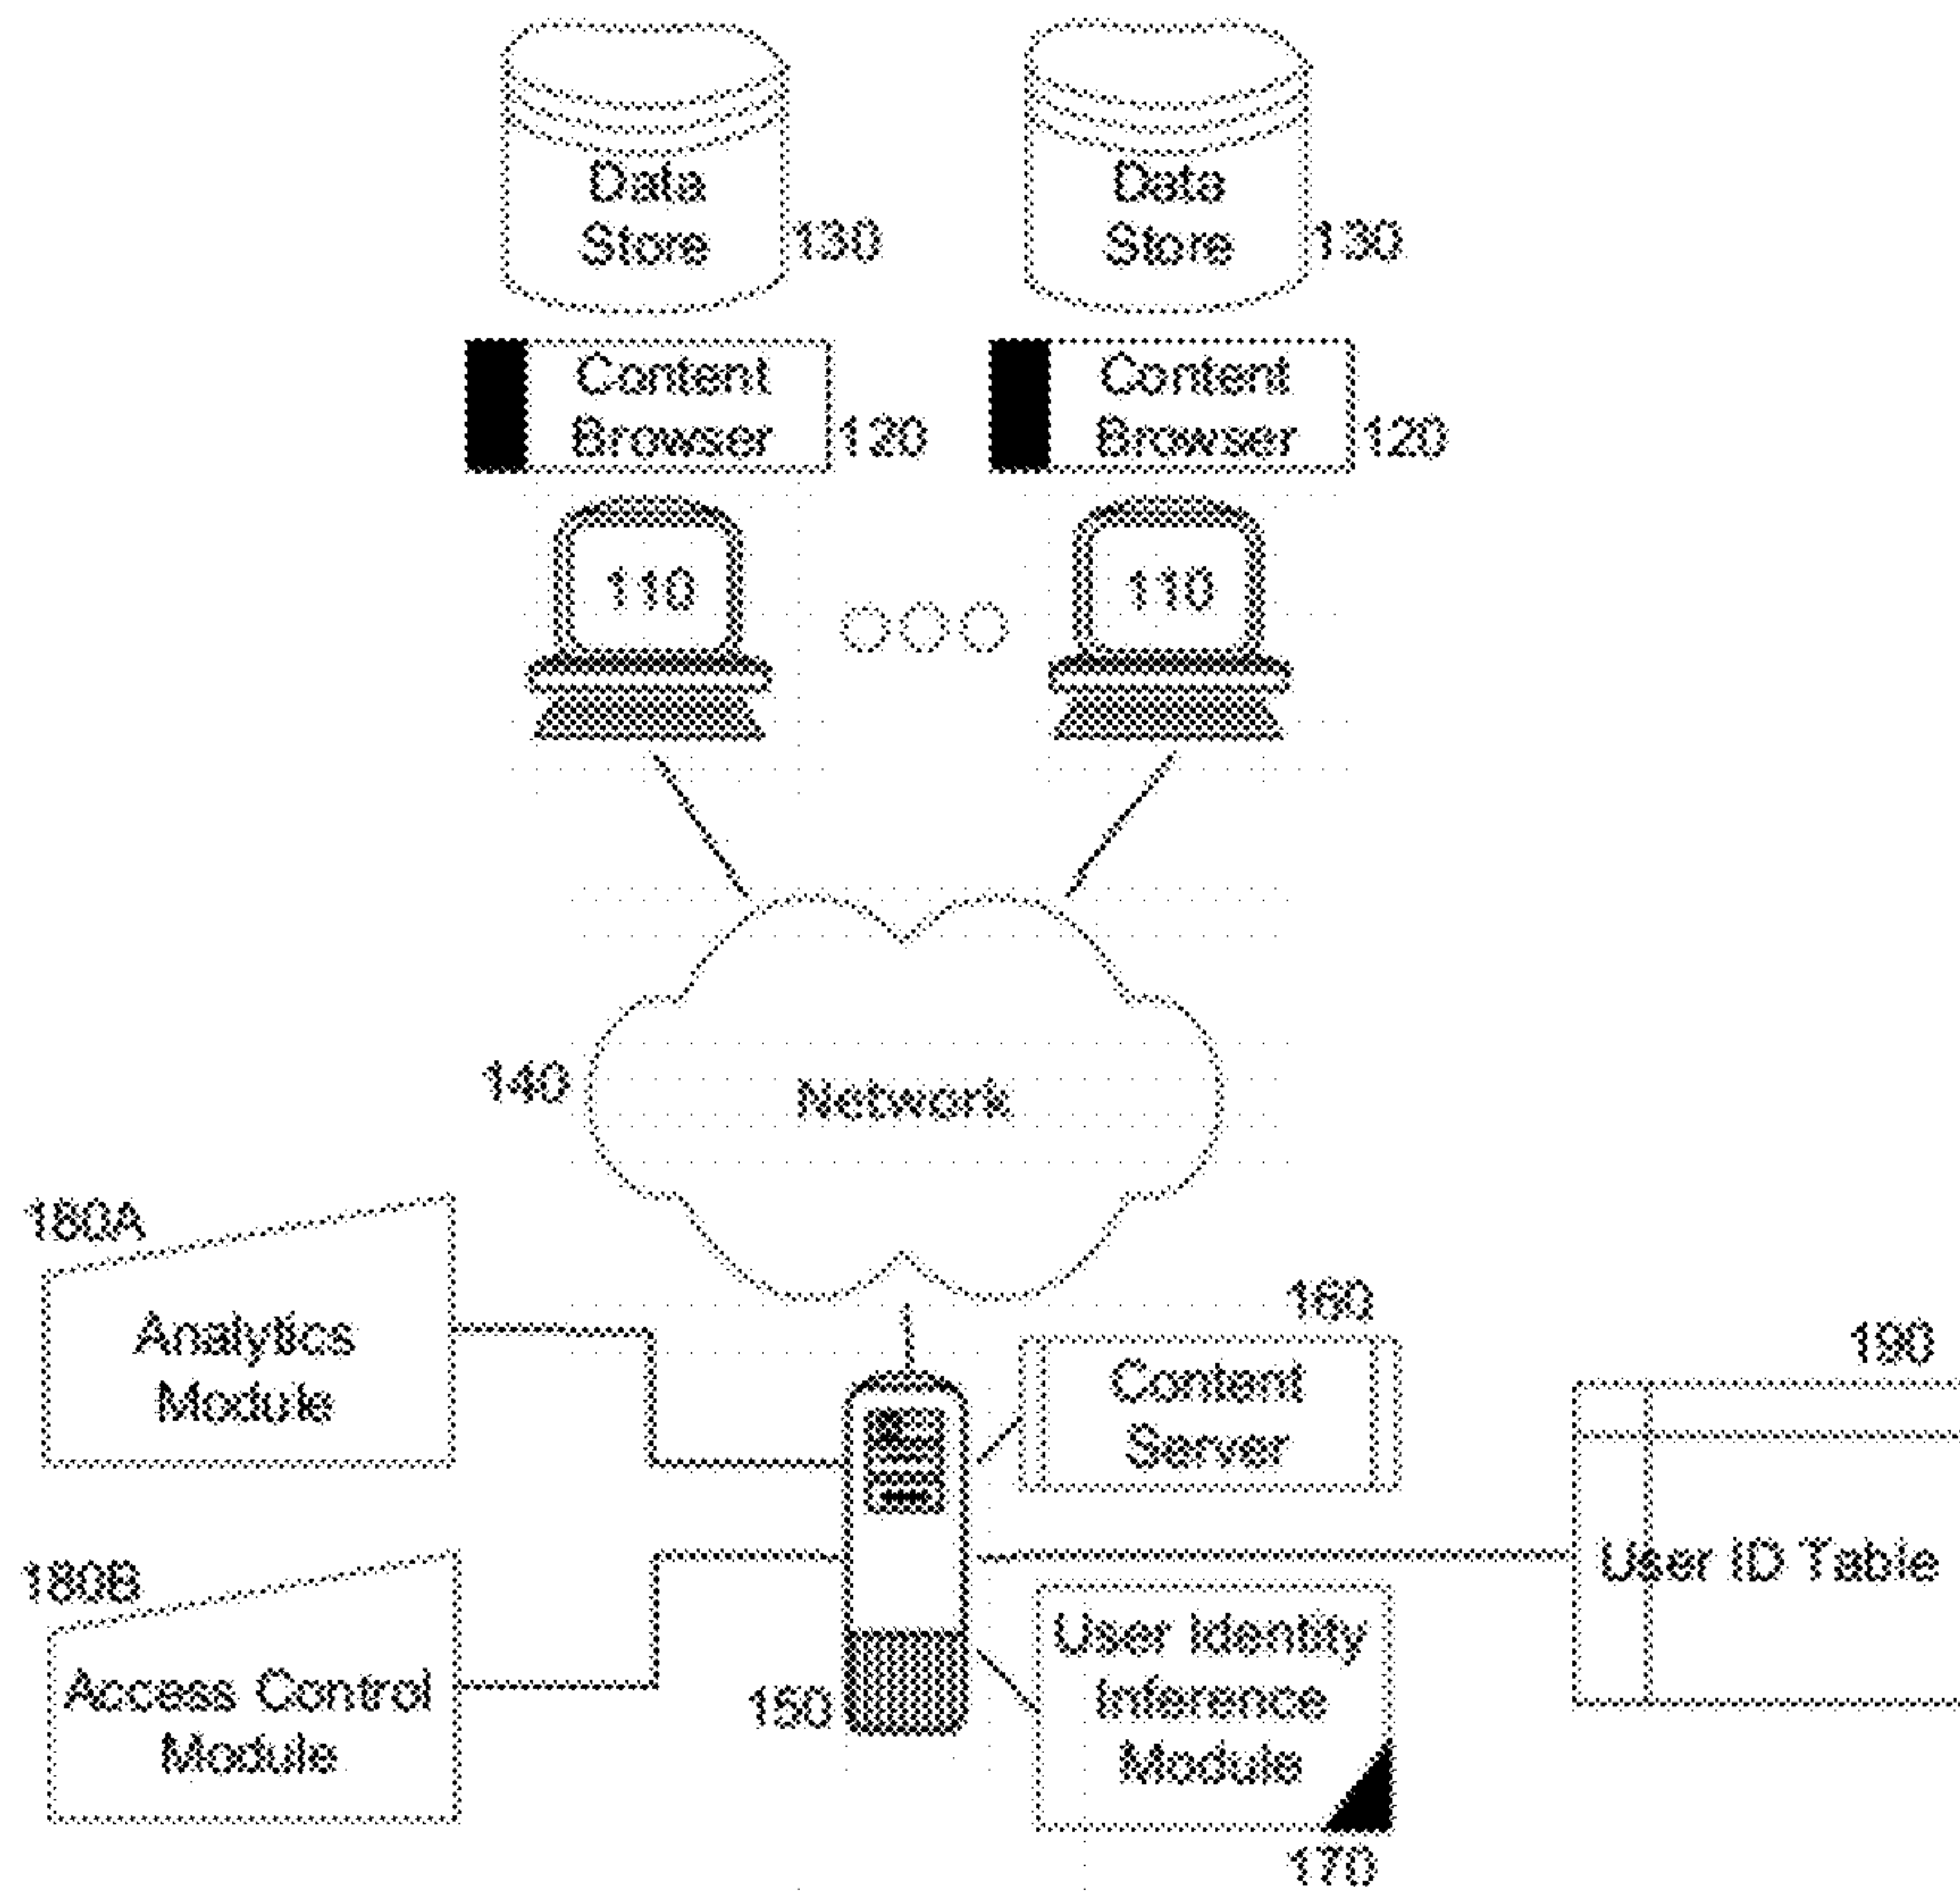 Data
Store
130
Data
Store
130
Content
Browser
120
Content
Browser
120
110
110
140
Network
180A
Analytics
Module
160
Content
Server
190
User ID Table
180B
Access Control
Module
150
User Identity
Inference
Module
170